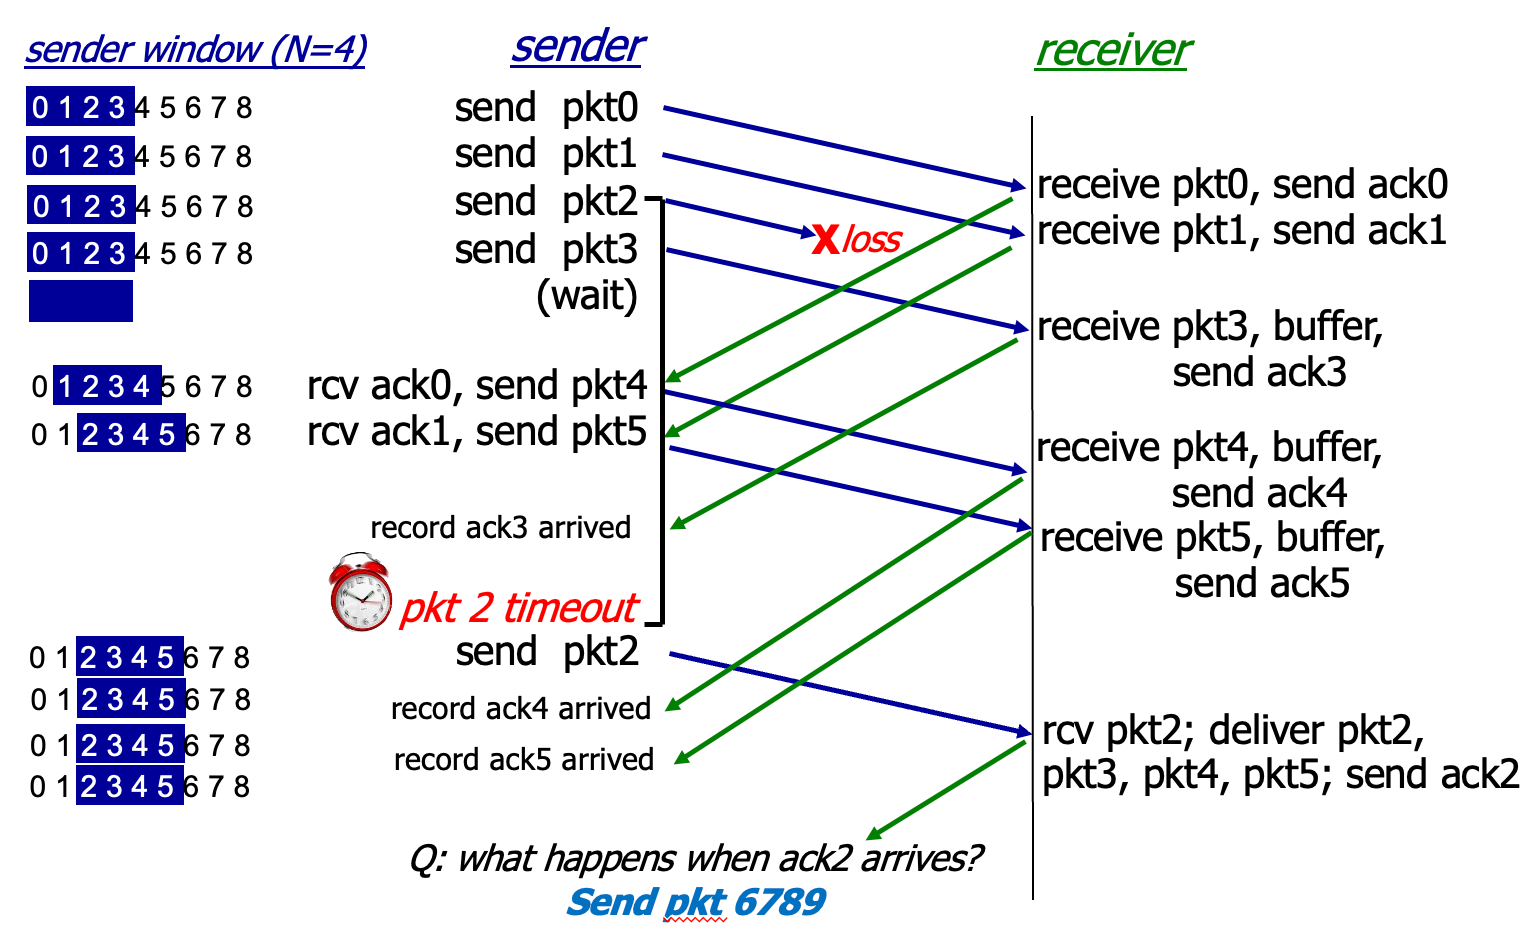 sender window (N=4) sender receiver
0 1 2 3 4 5 6 7 8 send pkt0
0 1 2 3 4 5 6 7 8 send pkt1
receive pkt0, send ack0
0 1 2 3 4 5 6 7 8 send pkt2
X loss
receive pkt1, send ack1
0 1 2 3 4 5 6 7 8 send pkt3
(wait)
receive pkt3, buffer,
send ack3
0 1 2 3 4 5 6 7 8 rcv ack0, send pkt4
0 1 2 3 4 5 6 7 8 rcv ack1, send pkt5
receive pkt4, buffer,
send ack4
record ack3 arrived
receive pkt5, buffer,
send ack5
pkt 2 timeout
0 1 2 3 4 5 6 7 8 send pkt2
0 1 2 3 4 5 6 7 8 record ack4 arrived
0 1 2 3 4 5 6 7 8 record ack5 arrived
rcv pkt2; deliver pkt2,
pkt3, pkt4, pkt5; send ack2
0 1 2 3 4 5 6 7 8
Q: what happens when ack2 arrives?
Send pkt 6789